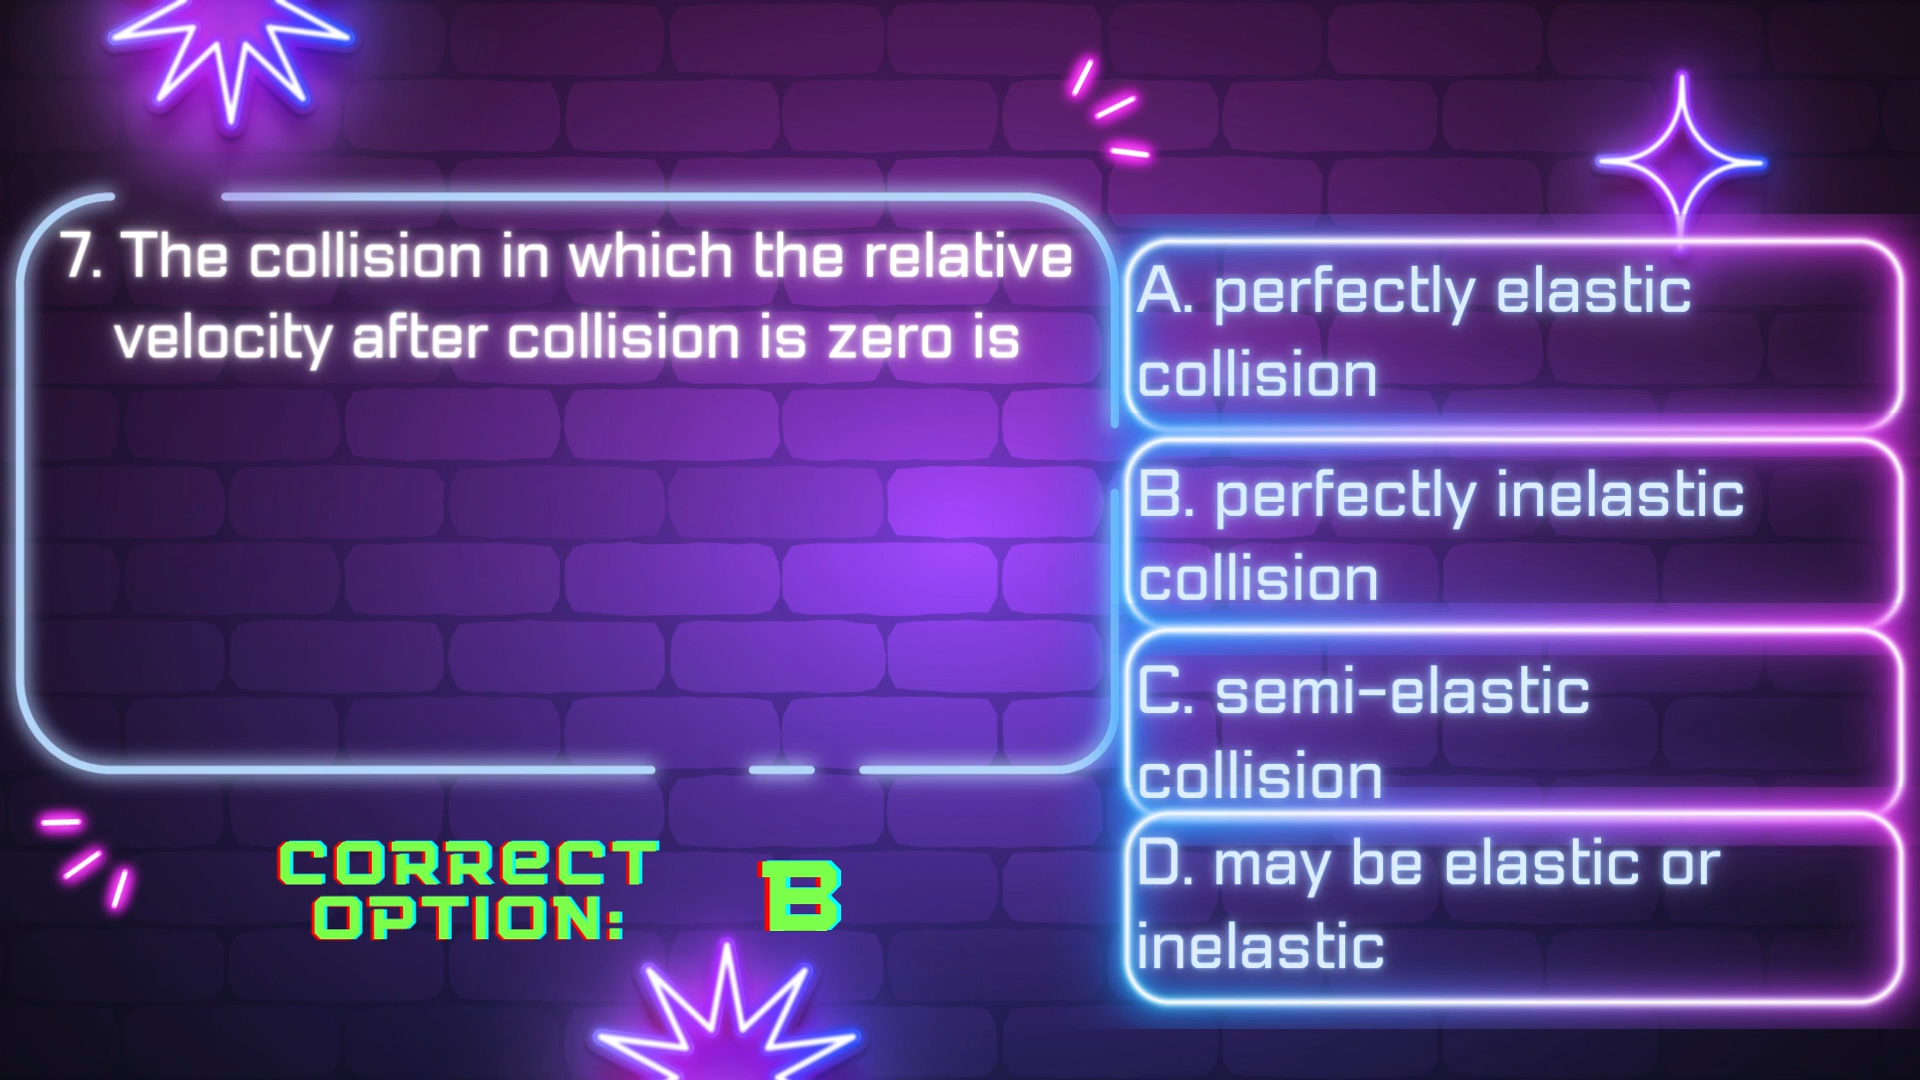 7. The collision in which the relative
velocity after collision is zero is
A. perfectly elastic
collision
B. perfectly inelastic
collision
C. semi-elastic
collision
D. may be elastic or
inelastic
CORRECT
OPTION:
B